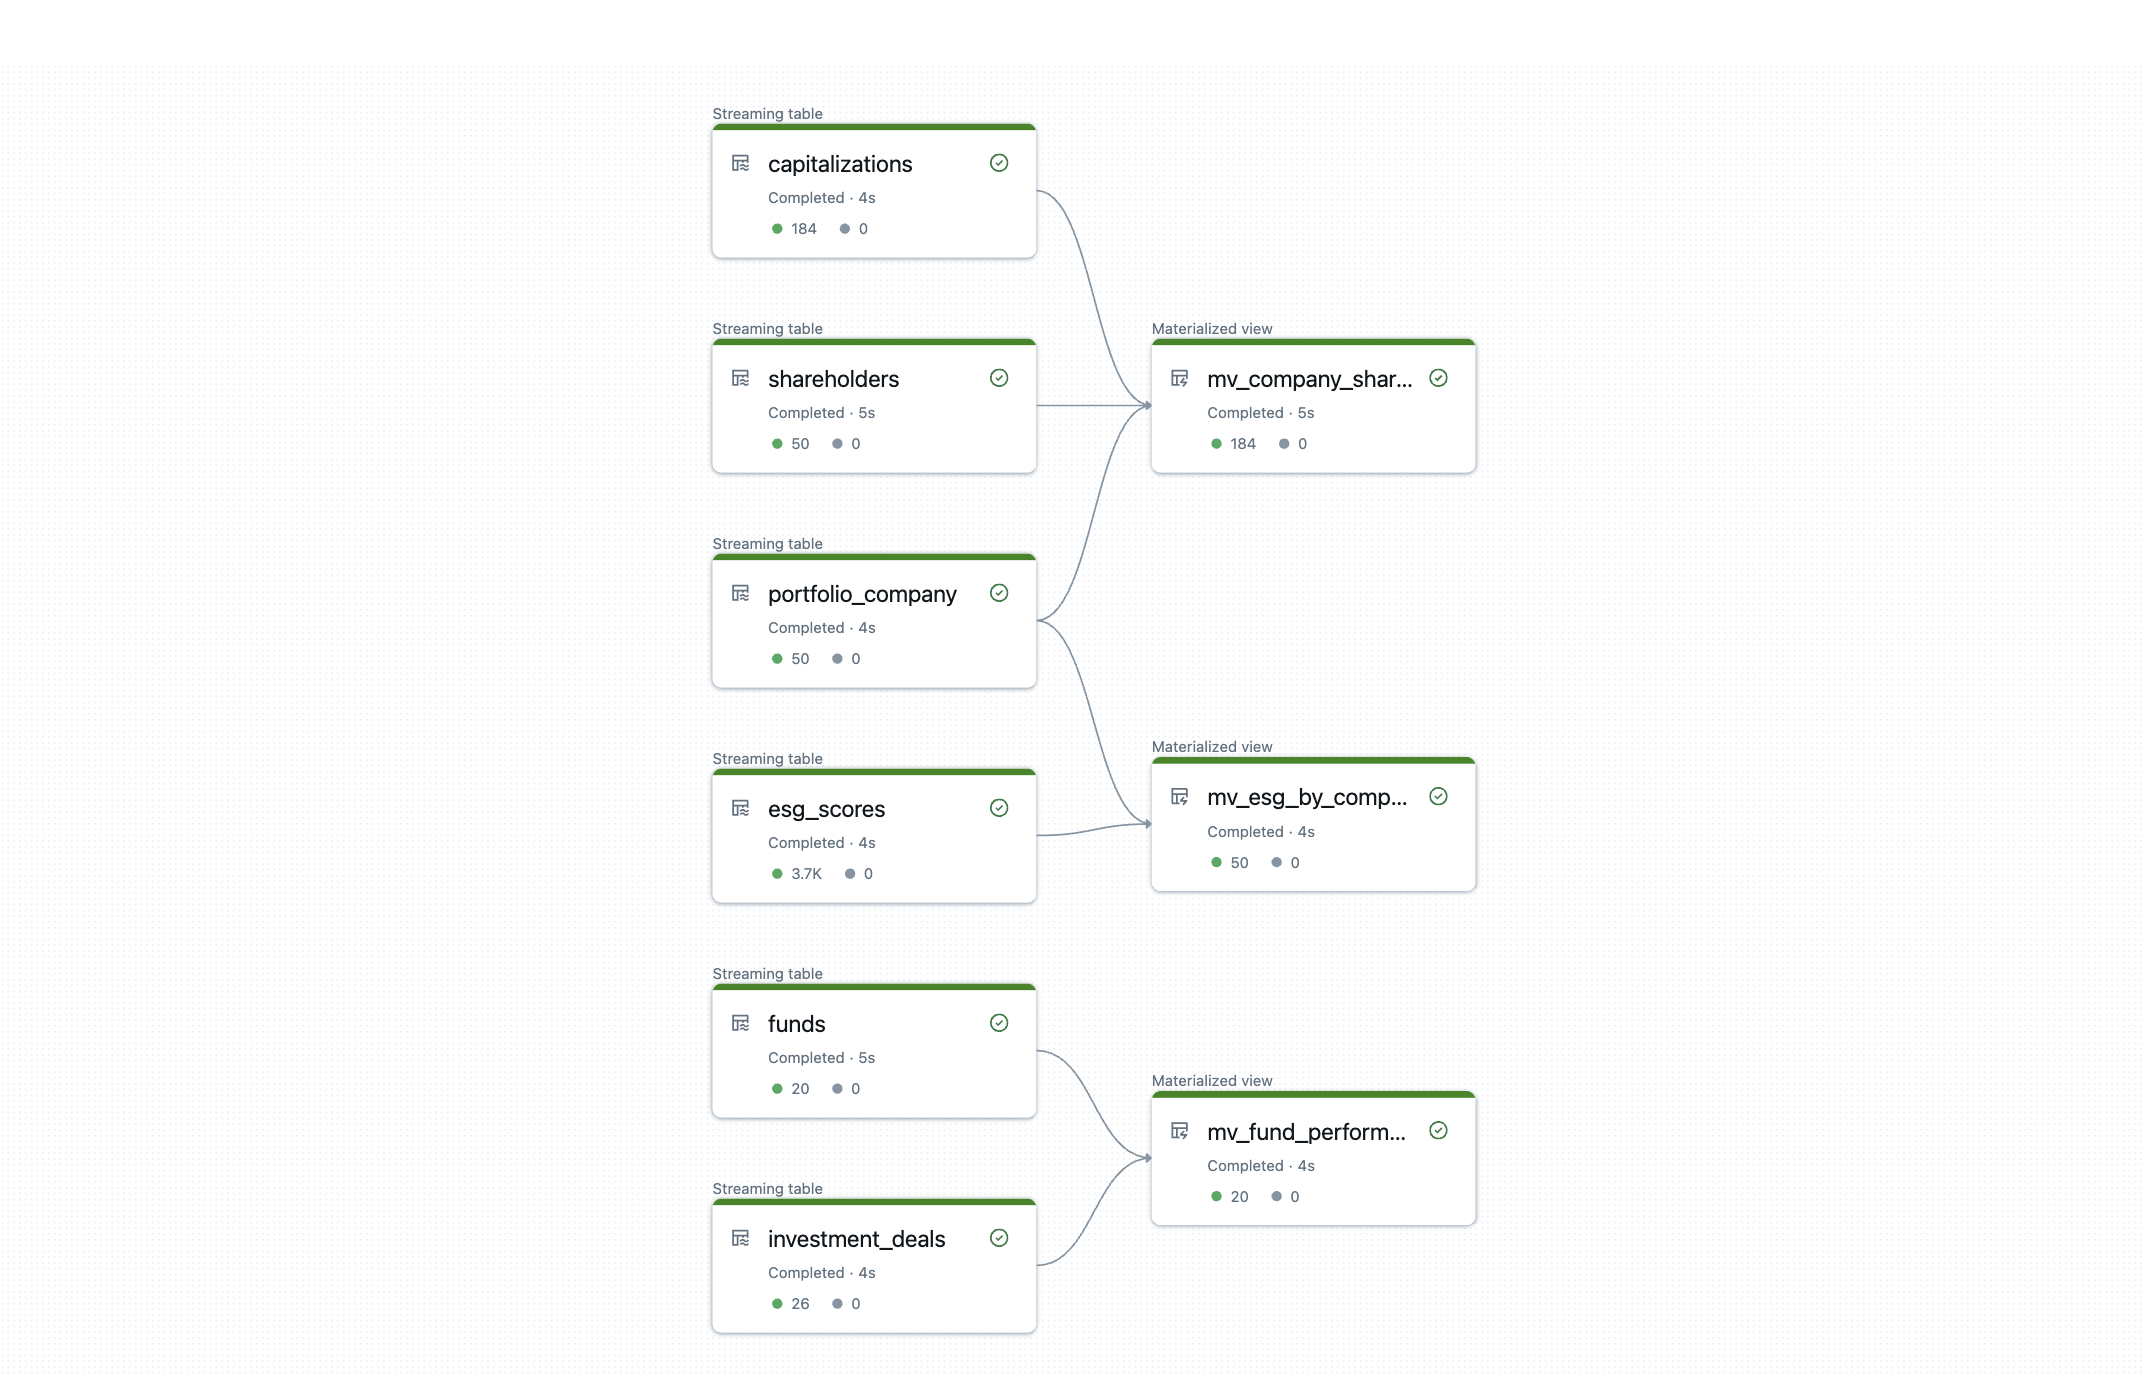 Streaming table
capitalizations
Completed · 4s
184 0
Streaming table
shareholders
Completed · 5s
50 0
Materialized view
mv_company_shar...
Completed · 5s
184 0
Streaming table
portfolio_company
Completed · 4s
50 0
Streaming table
esg_scores
Completed · 4s
3.7K 0
Materialized view
mv_esg_by_comp...
Completed · 4s
50 0
Streaming table
funds
Completed · 5s
20 0
Materialized view
mv_fund_perform...
Completed · 4s
20 0
Streaming table
investment_deals
Completed · 4s
26 0